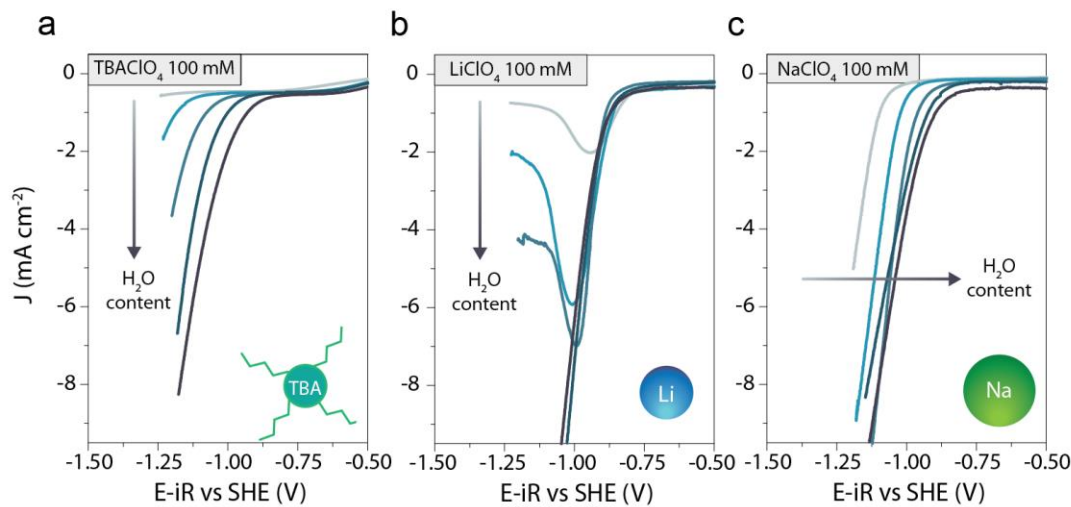 a
TBAClO₄ 100 mM
0
-2
-4
-6
-8
J (mA cm⁻²)
H₂O
content
TBA
-1.50 -1.25 -1.00 -0.75 -0.50
E-iR vs SHE (V)
b
LiClO₄ 100 mM
0
-2
-4
-6
-8
H₂O
content
Li
-1.50 -1.25 -1.00 -0.75 -0.50
E-iR vs SHE (V)
c
NaClO₄ 100 mM
0
-2
-4
-6
-8
H₂O
content
Na
-1.50 -1.25 -1.00 -0.75 -0.50
E-iR vs SHE (V)